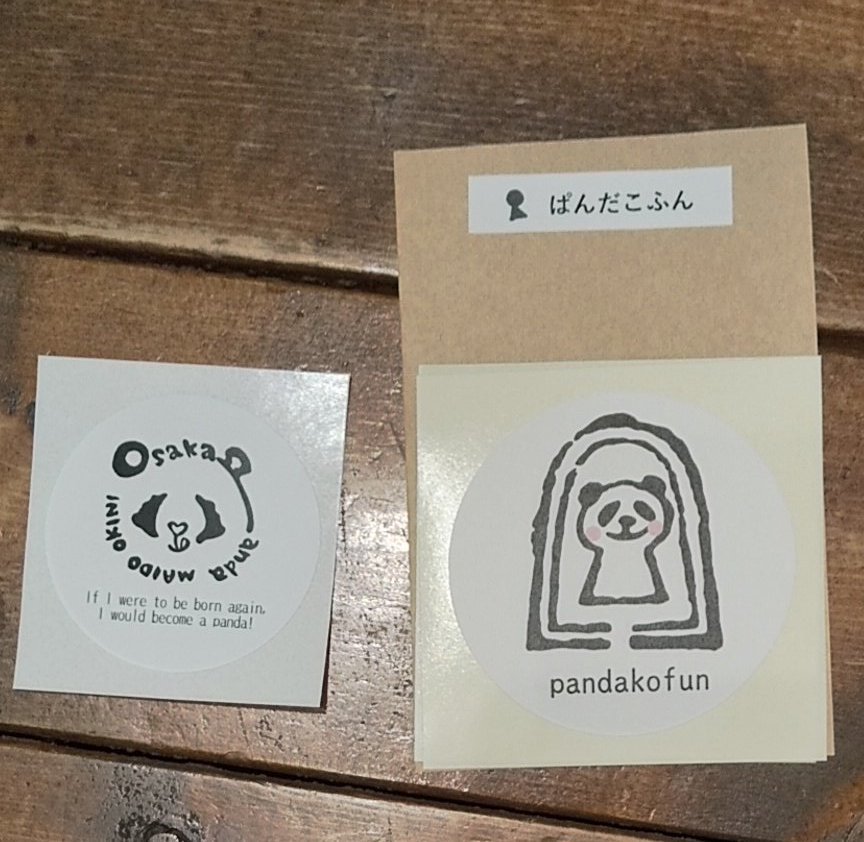 ぱんだこふん
Osaka Panda MAIDO OKINI
If I were to be born again,
I would become a panda!
pandakofun